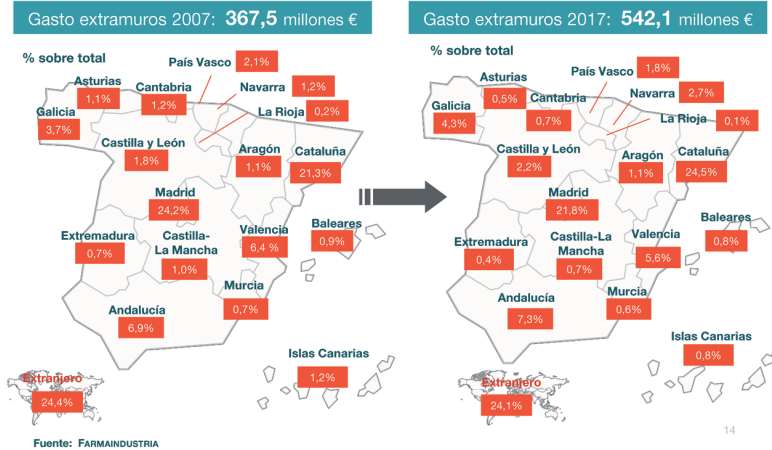 Gasto extramuros 2007: 367,5 millones €
% sobre total
País Vasco
2,1%
Asturias
1,1%
Cantabria
1,2%
Navarra
1,2%
La Rioja
0,2%
Galicia
3,7%
Castilla y León
1,8%
Aragón
1,1%
Cataluña
21,3%
Madrid
24,2%
Extremadura
0,7%
Castilla-
La Mancha
1,0%
Valencia
6,4 %
Baleares
0,9%
Murcia
0,7%
Andalucía
6,9%
Islas Canarias
1,2%
Extranjero
24,4%
Fuente: FARMAINDUSTRIA
Gasto extramuros 2017: 542,1 millones €
% sobre total
País Vasco
1,8%
Asturias
0,5%
Cantabria
0,7%
Navarra
2,7%
La Rioja
0,1%
Galicia
4,3%
Castilla y León
2,2%
Aragón
1,1%
Cataluña
24,5%
Madrid
21,8%
Extremadura
0,4%
Castilla-La
Mancha
0,7%
Valencia
5,6%
Baleares
0,8%
Murcia
0,6%
Andalucía
7,3%
Islas Canarias
0,8%
Extranjero
24,1%
14